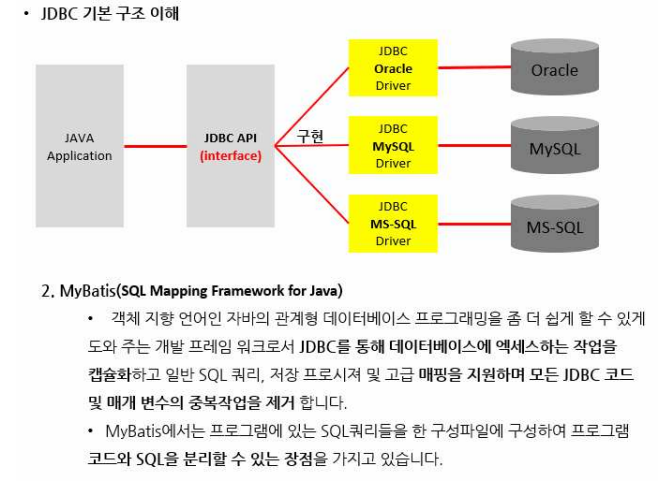 • JDBC 기본 구조 이해
JAVA
Application
JDBC API
(interface)
구현
JDBC
Oracle
Driver
Oracle
JDBC
MySQL
Driver
MySQL
JDBC
MS-SQL
Driver
MS-SQL
2. MyBatis(SQL Mapping Framework for Java)
• 객체 지향 언어인 자바의 관계형 데이터베이스 프로그래밍을 좀 더 쉽게 할 수 있게
도와 주는 개발 프레임 워크로서 JDBC를 통해 데이터베이스에 엑세스하는 작업을
캡슐화하고 일반 SQL 쿼리, 저장 프로시져 및 고급 매핑을 지원하며 모든 JDBC 코드
및 매개 변수의 중복작업을 제거 합니다.
• MyBatis에서는 프로그램에 있는 SQL쿼리들을 한 구성파일에 구성하여 프로그램
코드와 SQL을 분리할 수 있는 장점을 가지고 있습니다.